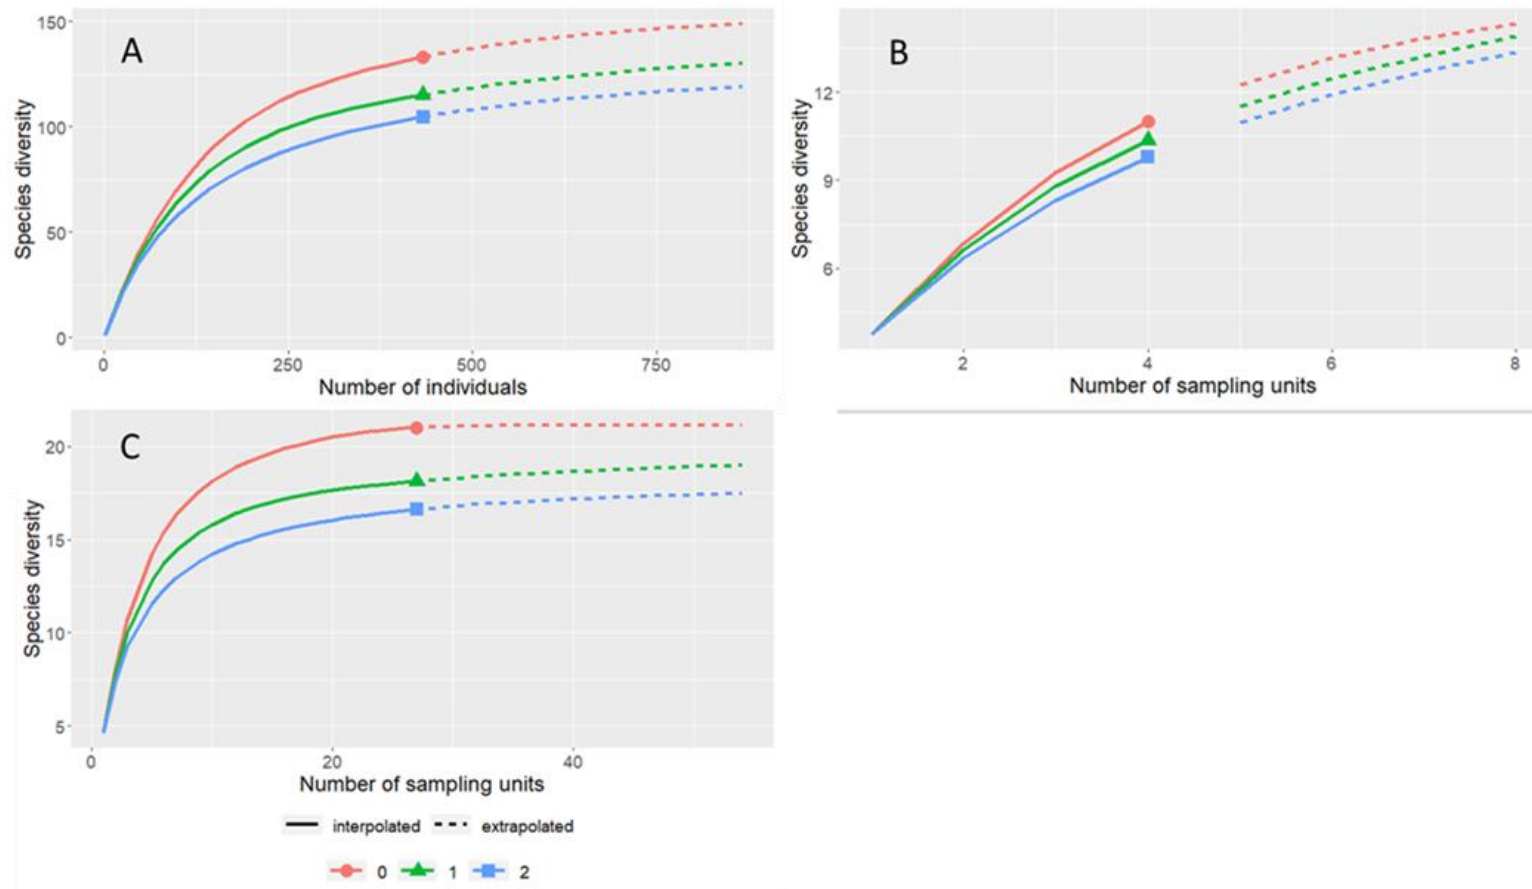 A
Species diversity
150
100
50
0
0 250 500 750
Number of individuals
B
Species diversity
12
9
6
2 4 6 8
Number of sampling units
C
Species diversity
20
15
10
5
0 20 40
Number of sampling units
interpolated extrapolated
0 1 2